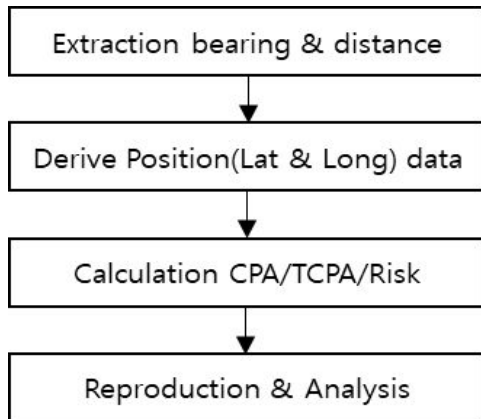 Extraction bearing & distance
Derive Position(Lat & Long) data
Calculation CPA/TCPA/Risk
Reproduction & Analysis